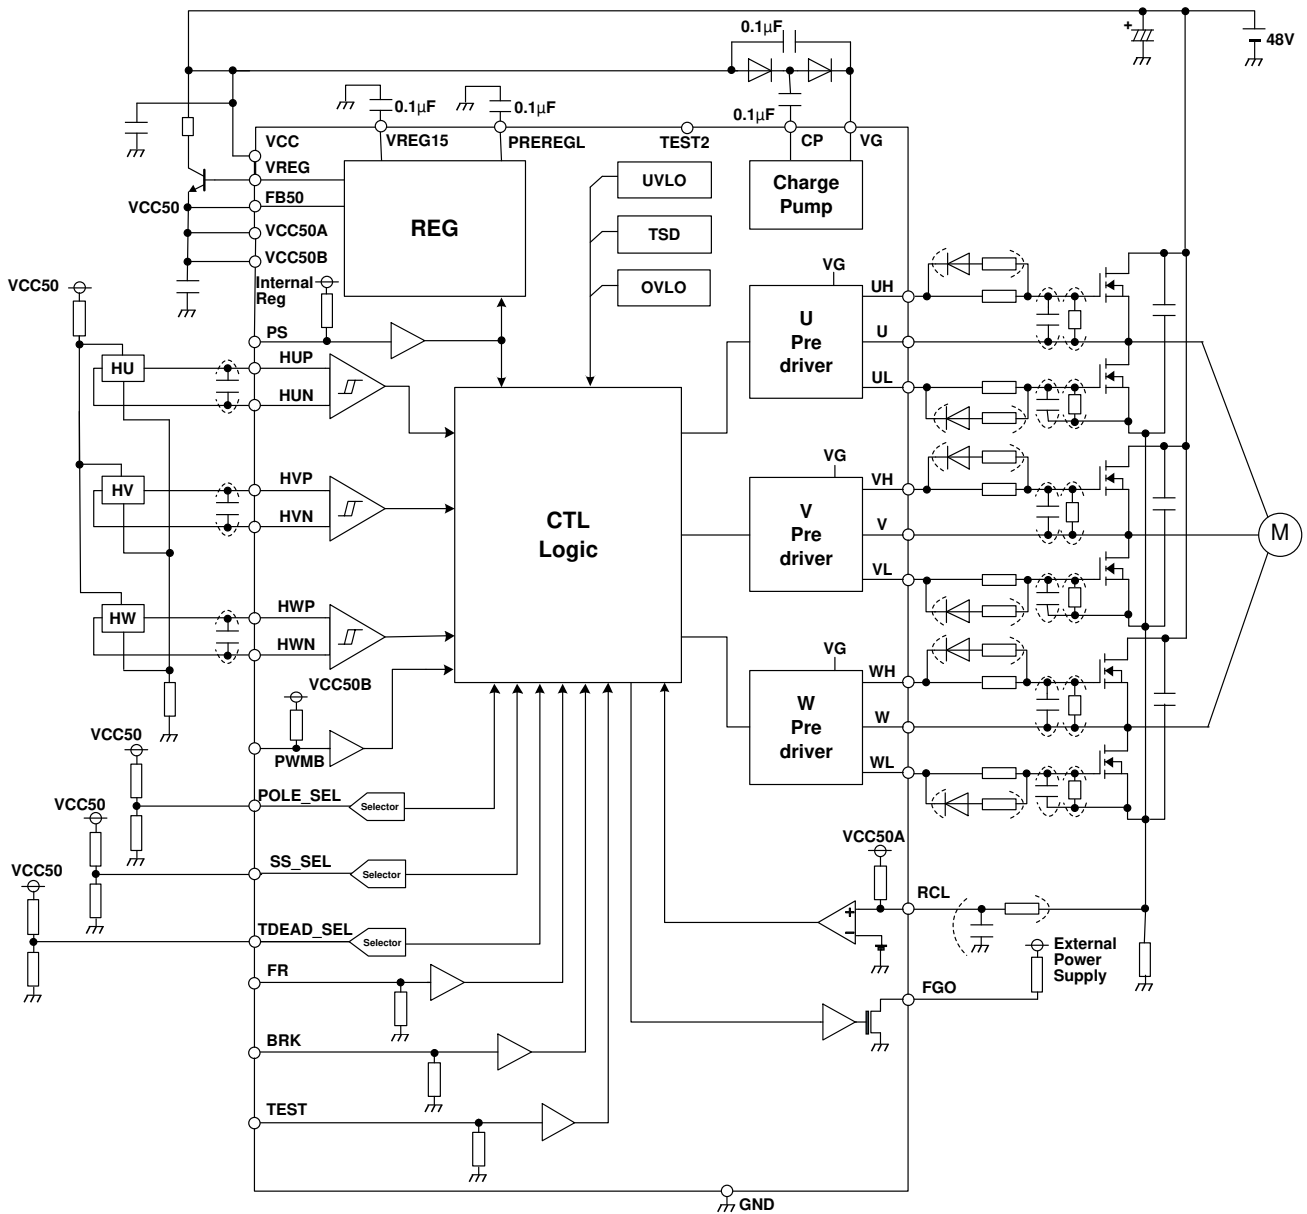 0.1μF
+
48V
0.1μF
0.1μF
0.1μF
VCC
VREG15
PREREGL
TEST2
CP
VG
VREG
FB50
VCC50
VCC50A
VCC50B
REG
UVLO
TSD
OVLO
Charge
Pump
VCC50
Internal
Reg
PS
VG
UH
U
Pre
driver
U
UL
HU
HUP
HUN
HV
HVP
HVN
CTL
Logic
VG
VH
V
Pre
driver
V
VL
M
HW
HWP
HWN
VCC50B
PWMB
VG
WH
W
Pre
driver
W
WL
VCC50
POLE_SEL
Selector
VCC50
SS_SEL
Selector
VCC50
TDEAD_SEL
Selector
VCC50A
+
−
RCL
External
Power
Supply
FR
FGO
BRK
TEST
GND